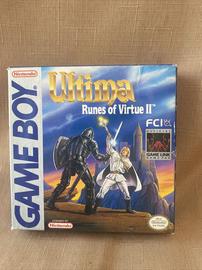 Nintendo
GAME BOY
Ultima
Runes of Virtue II
FCI
GAME LINK
Nintendo